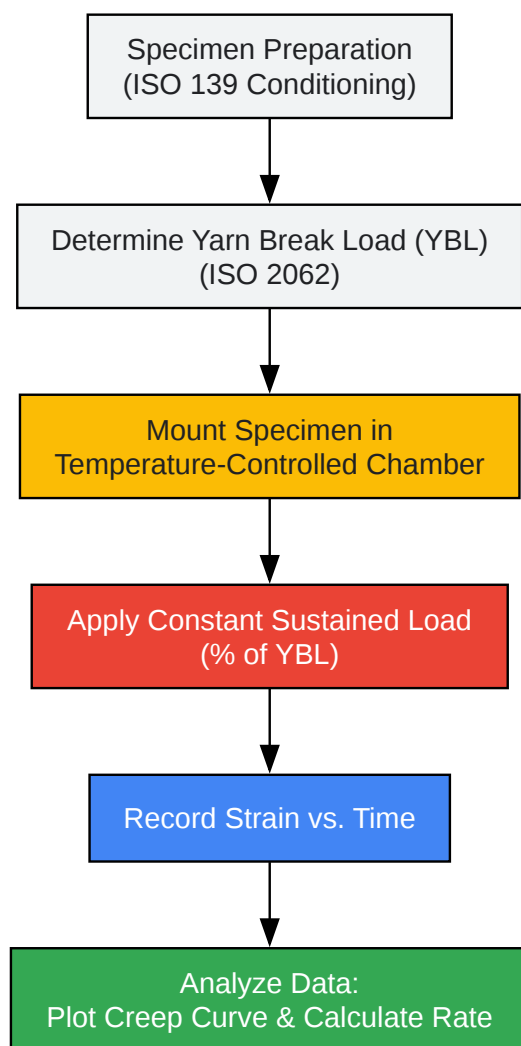 Specimen Preparation
(ISO 139 Conditioning)
Determine Yarn Break Load (YBL)
(ISO 2062)
Mount Specimen in
Temperature-Controlled Chamber
Apply Constant Sustained Load
(% of YBL)
Record Strain vs. Time
Analyze Data:
Plot Creep Curve & Calculate Rate